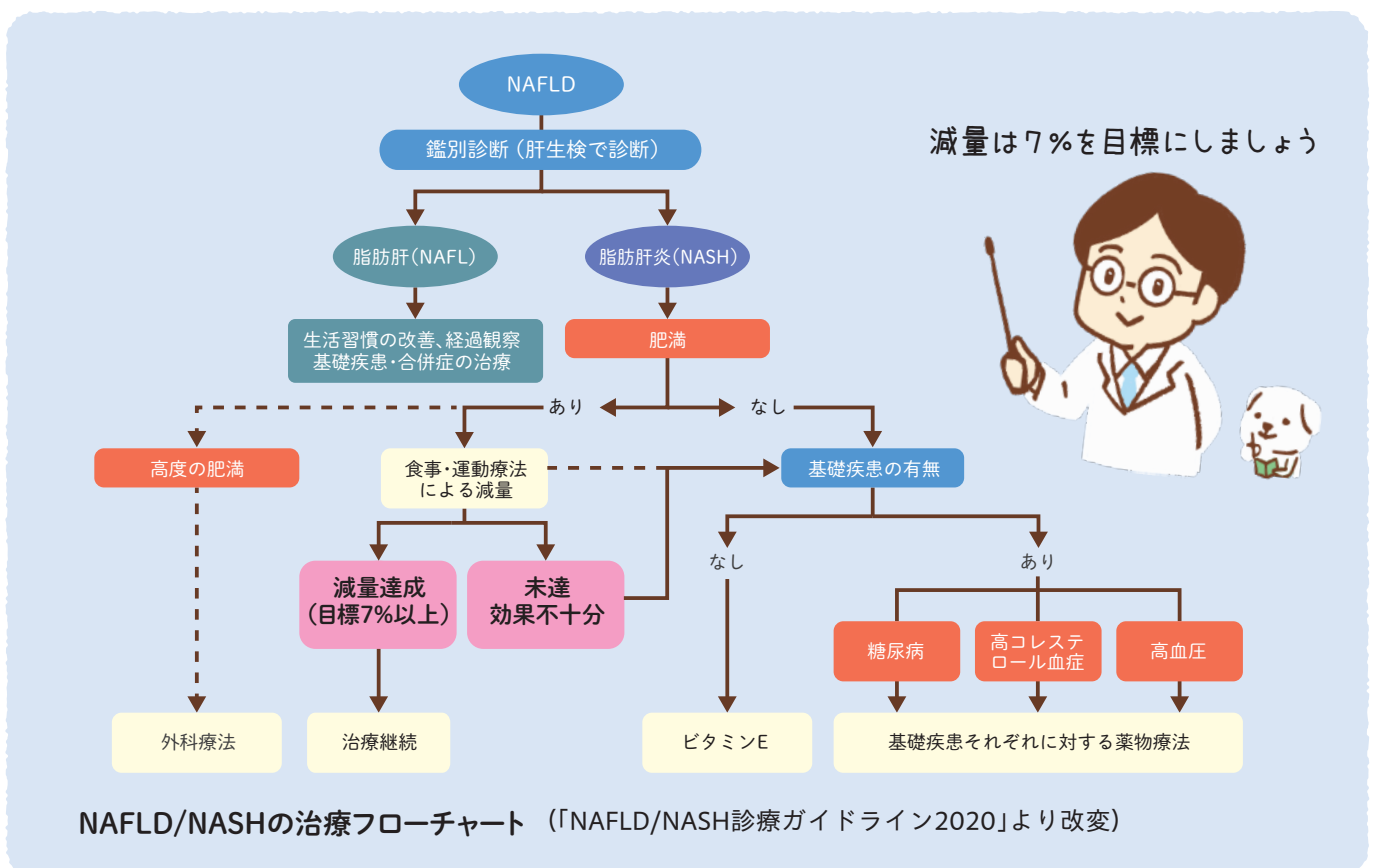 NAFLD
鑑別診断（肝生検で診断）
減量は7%を目標にしましょう
脂肪肝(NAFL)
脂肪肝炎(NASH)
生活習慣の改善、経過観察
基礎疾患・合併症の治療
肥満
あり
なし
高度の肥満
食事・運動療法
による減量
基礎疾患の有無
減量達成
(目標7%以上)
未達
効果不十分
なし
あり
糖尿病
高コレステ
ロール血症
高血圧
外科療法
治療継続
ビタミンE
基礎疾患それぞれに対する薬物療法
NAFLD/NASHの治療フローチャート （「NAFLD/NASH診療ガイドライン2020」より改変）